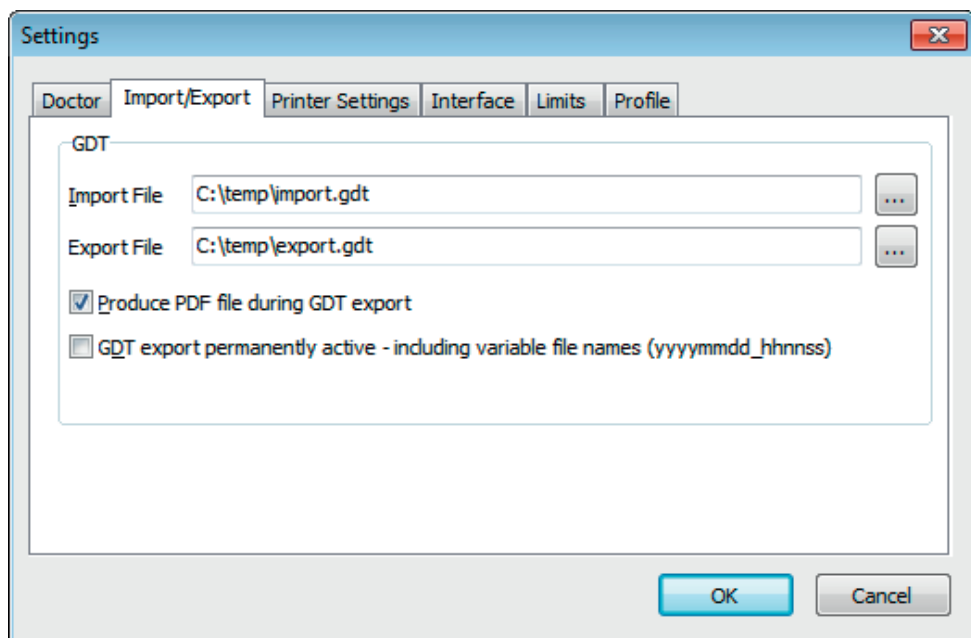 Settings
Doctor Import/Export Printer Settings Interface Limits Profile
GDT
Import File C:\temp\import.gdt ...
Export File C:\temp\export.gdt ...
Produce PDF file during GDT export
GDT export permanently active - including variable file names (yyyymmdd_hhnnss)
OK Cancel